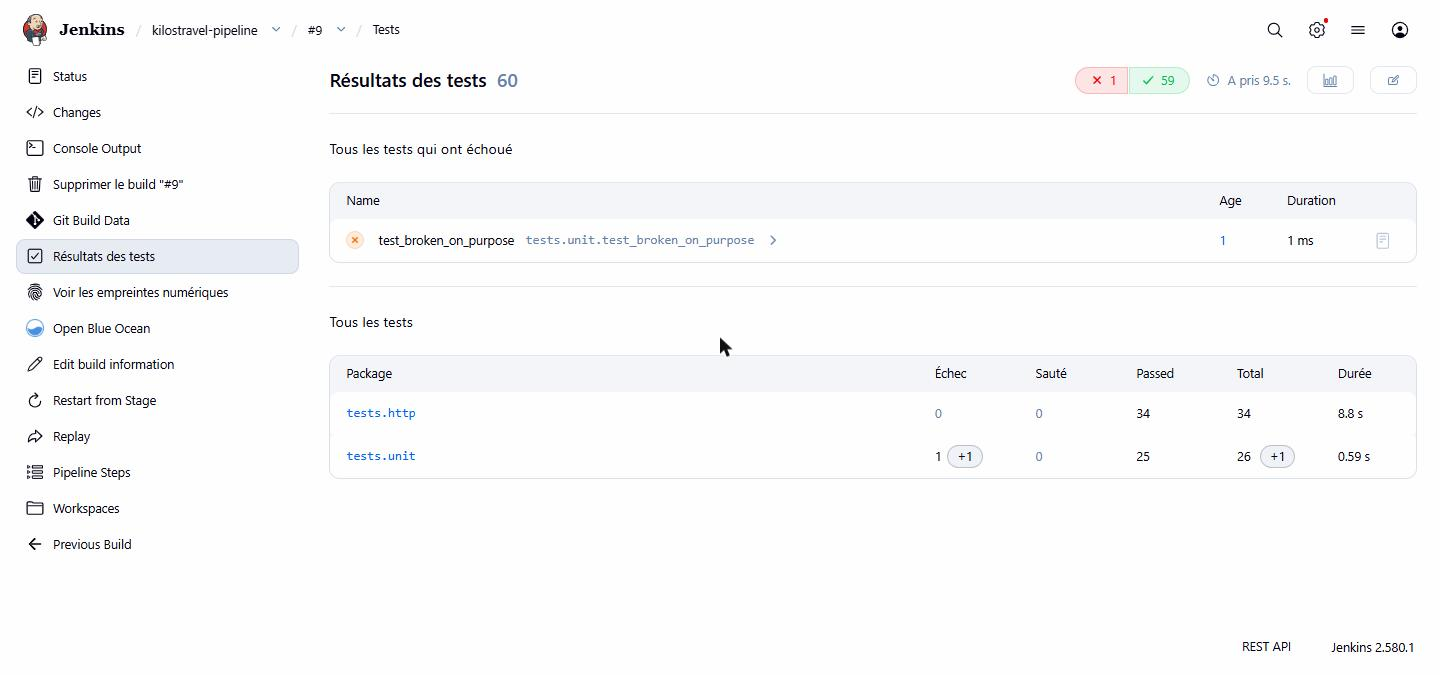 Jenkins / kilostravel-pipeline / #9 / Tests
Status
Changes
Console Output
Supprimer le build "#9"
Git Build Data
Résultats des tests
Voir les empreintes numériques
Open Blue Ocean
Edit build information
Restart from Stage
Replay
Pipeline Steps
Workspaces
Previous Build
Résultats des tests 60
1 59 A pris 9.5 s.
Tous les tests qui ont échoué
Name Age Duration
test_broken_on_purpose tests.unit.test_broken_on_purpose 1 1 ms
Tous les tests
Package Échec Sauté Passed Total Durée
tests.http 0 0 34 34 8.8 s
tests.unit 1 +1 0 25 26 +1 0.59 s
REST API Jenkins 2.580.1